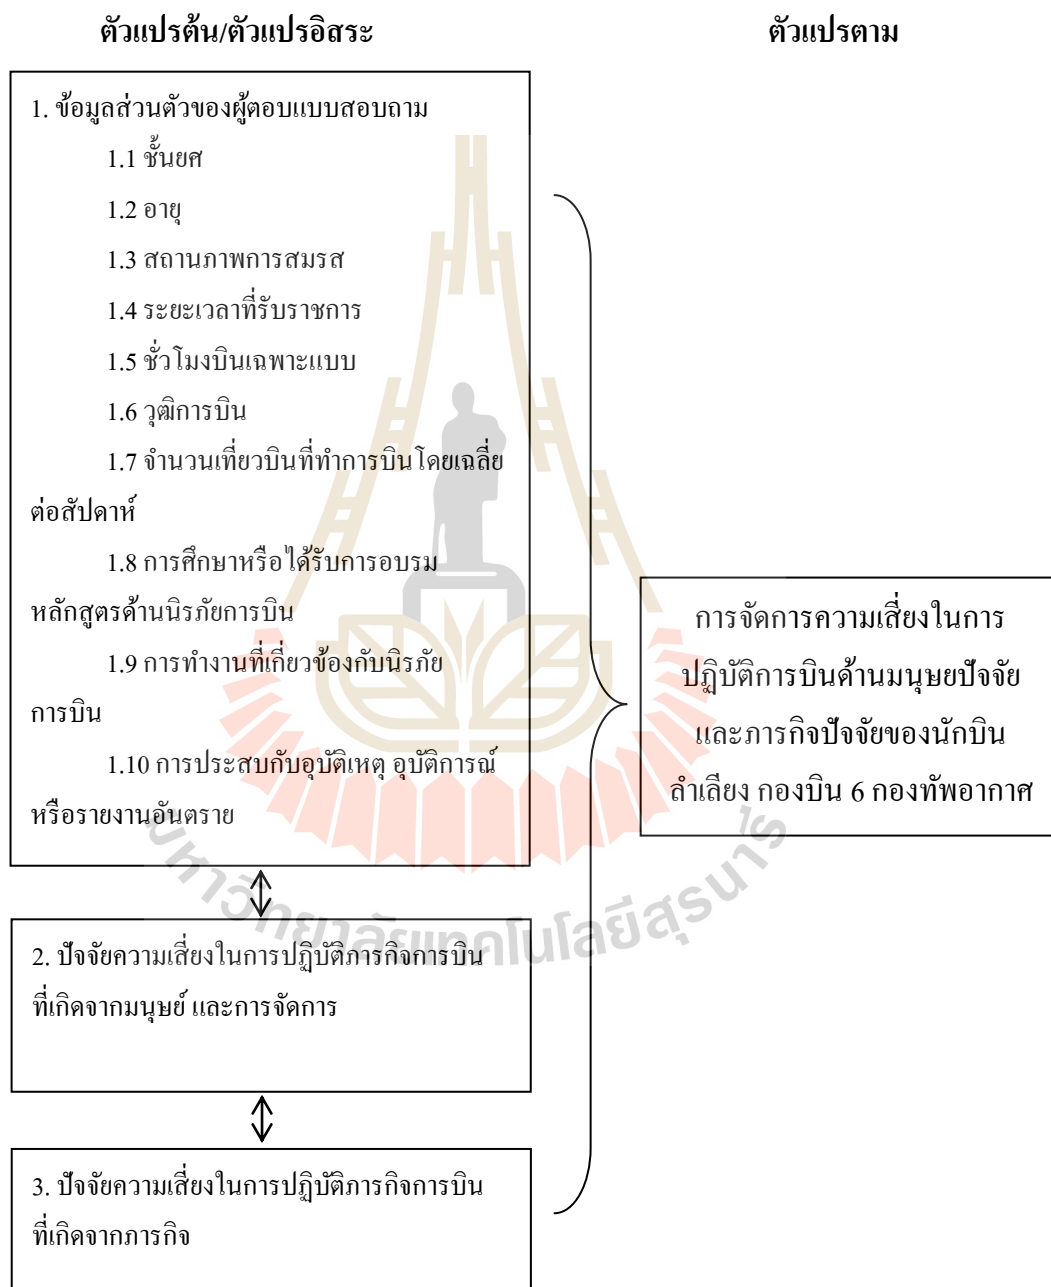 ตัวแปรต้น/ตัวแปรอิสระ
ตัวแปรตาม
1. ข้อมูลส่วนตัวของผู้ตอบแบบสอบถาม
1.1 ชั้นยศ
1.2 อายุ
1.3 สถานภาพการสมรส
1.4 ระยะเวลาที่รับราชการ
1.5 ชั่วโมงบินเฉพาะแบบ
1.6 วุฒิการบิน
1.7 จำนวนเที่ยวบินที่ทำการบินโดยเฉลี่ย
ต่อสัปดาห์
1.8 การศึกษาหรือได้รับการอบรม
หลักสูตรด้านนิรภัยการบิน
1.9 การทำงานที่เกี่ยวข้องกับนิรภัย
การบิน
1.10 การประสบกับอุบัติเหตุ อุบัติการณ์
หรือรายงานอันตราย
2. ปัจจัยความเสี่ยงในการปฏิบัติภารกิจการบิน
ที่เกิดจากมนุษย์ และการจัดการ
3. ปัจจัยความเสี่ยงในการปฏิบัติภารกิจการบิน
ที่เกิดจากภารกิจ
การจัดการความเสี่ยงในการ
ปฏิบัติการบินด้านมนุษยปัจจัย
และภารกิจปัจจัยของนักบิน
ลำเลียง กองบิน 6 กองทัพอากาศ
มหาวิทยาลัยเทคโนโลยีสุรนารี